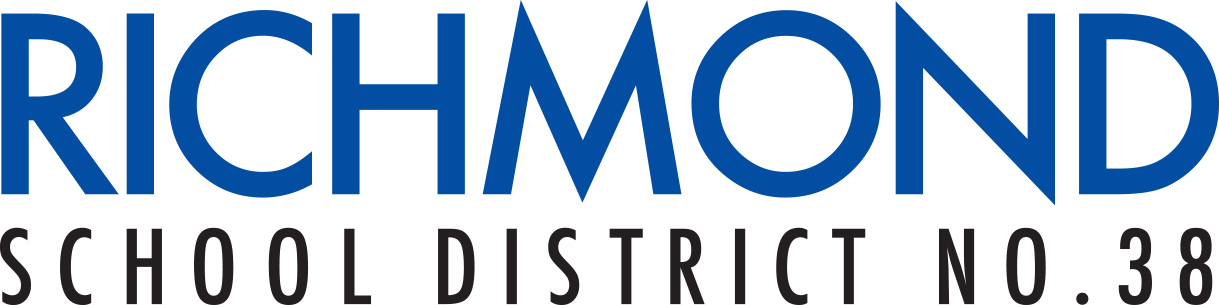 RICHMOND
SCHOOL DISTRICT NO.38